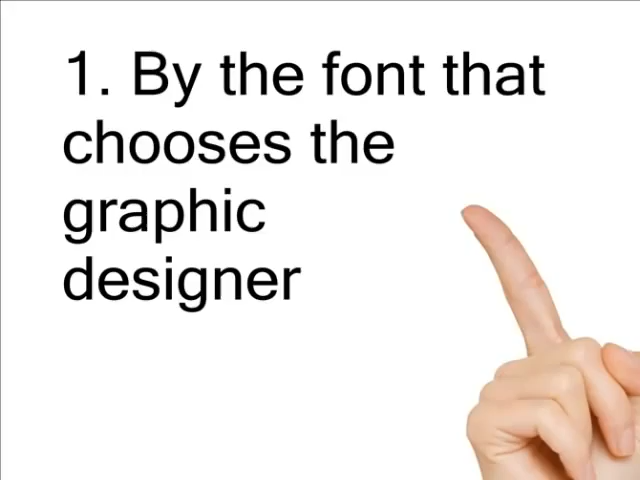 1. By the font that
chooses the
graphic
designer